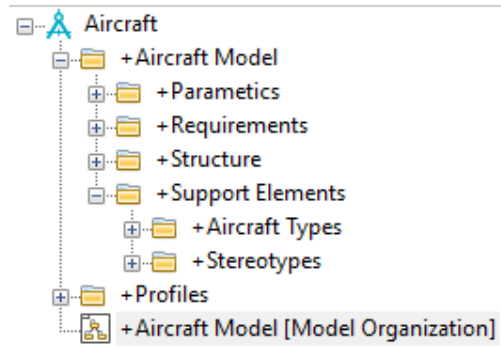 Aircraft
+Aircraft Model
+Parametics
+Requirements
+Structure
+Support Elements
+Aircraft Types
+Stereotypes
+Profiles
+Aircraft Model [Model Organization]